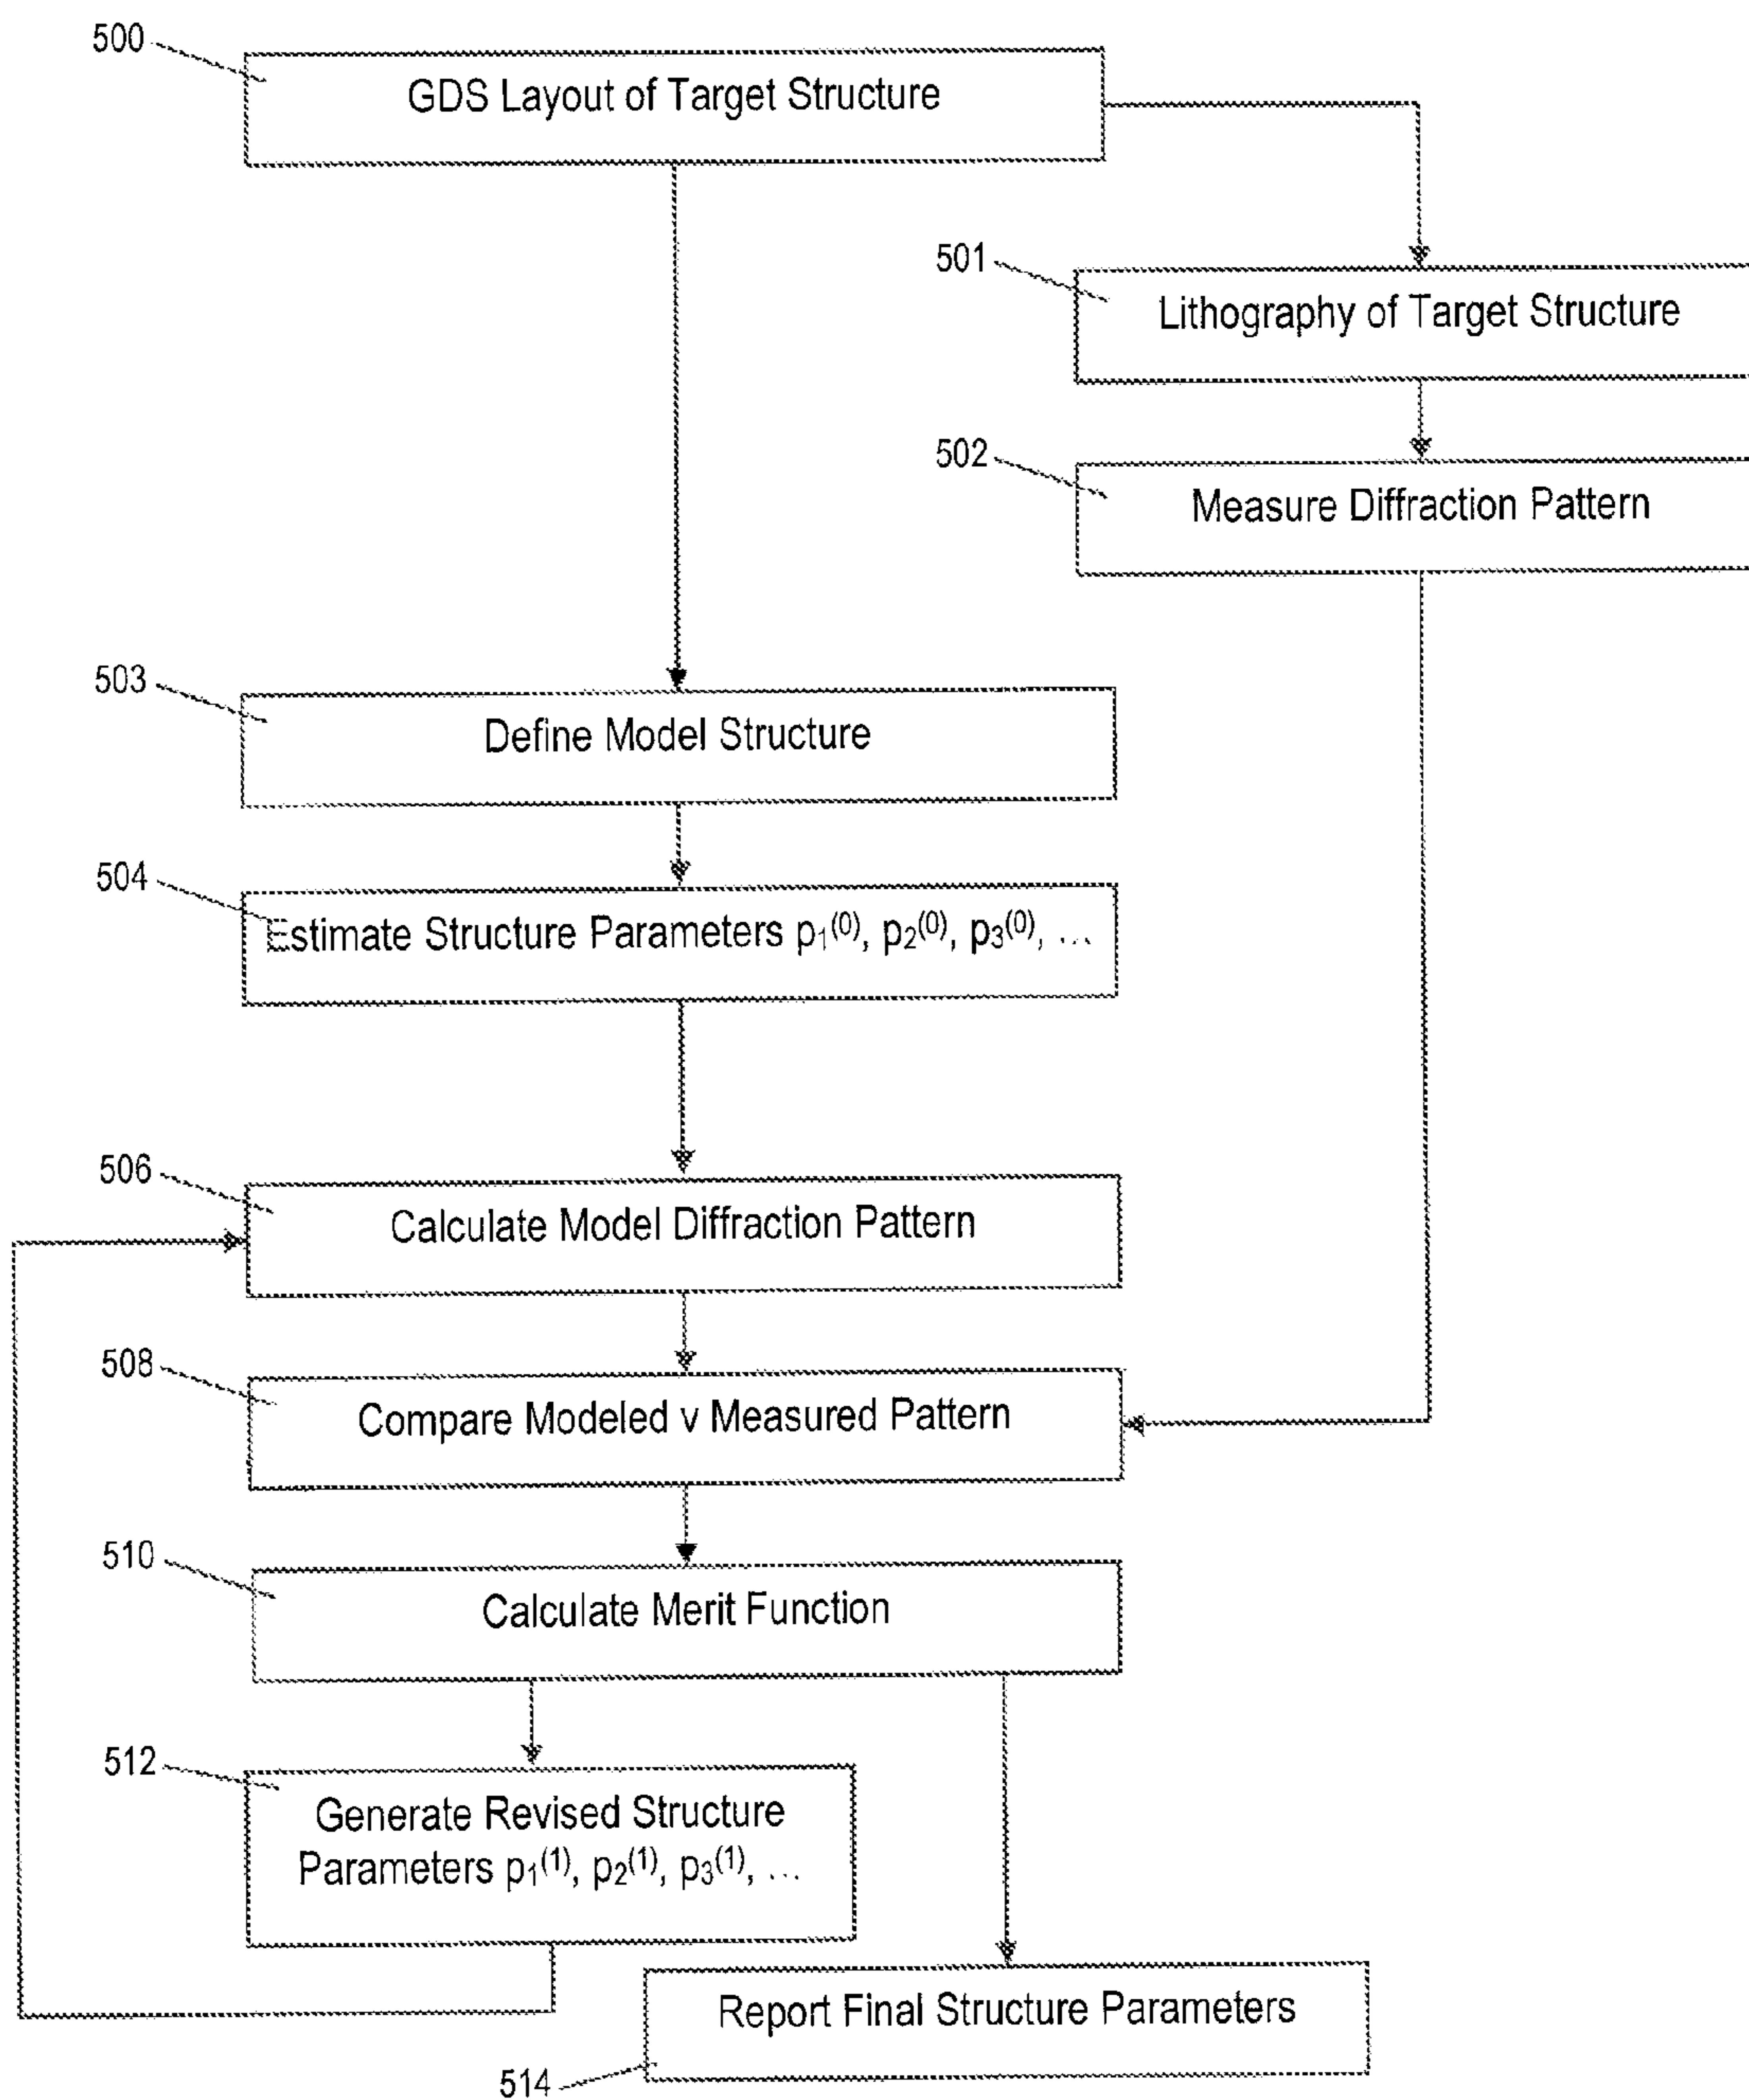 500
GDS Layout of Target Structure
501
Lithography of Target Structure
502
Measure Diffraction Pattern
503
Define Model Structure
504
Estimate Structure Parameters p₁⁽⁰⁾, p₂⁽⁰⁾, p₃⁽⁰⁾, ...
506
Calculate Model Diffraction Pattern
508
Compare Modeled v Measured Pattern
510
Calculate Merit Function
512
Generate Revised Structure
Parameters p₁⁽¹⁾, p₂⁽¹⁾, p₃⁽¹⁾, ...
Report Final Structure Parameters
514